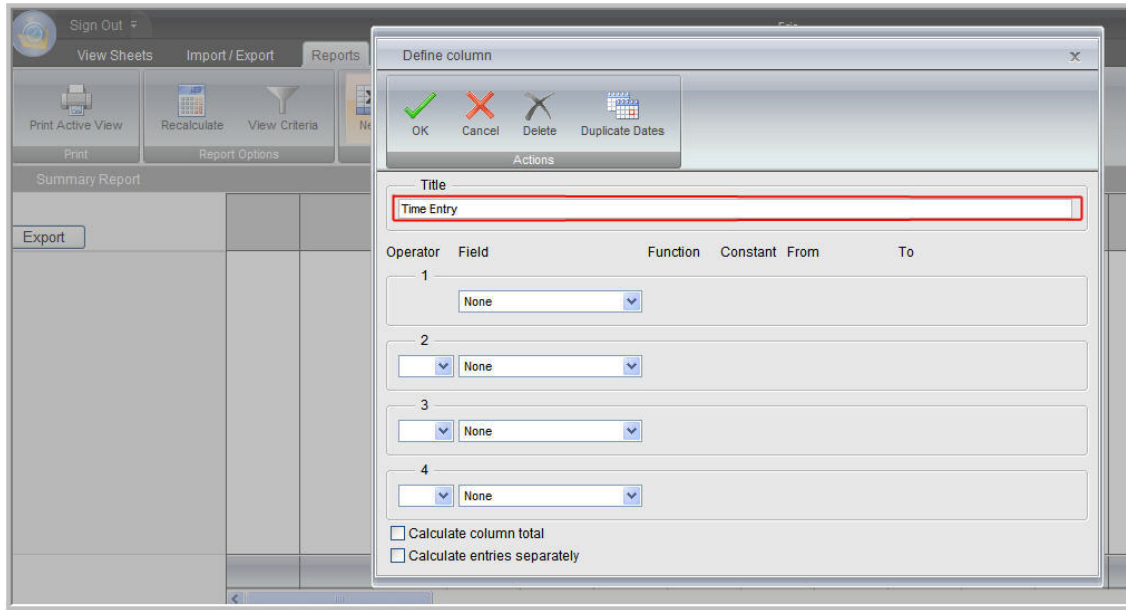 Sign Out
View Sheets Import / Export Reports
Print Active View Recalculate View Criteria
Print Report Options
Summary Report
Export
Define column x
OK Cancel Delete Duplicate Dates
Actions
Title
Time Entry
Operator Field Function Constant From To
1
None
2
None
3
None
4
None
Calculate column total
Calculate entries separately